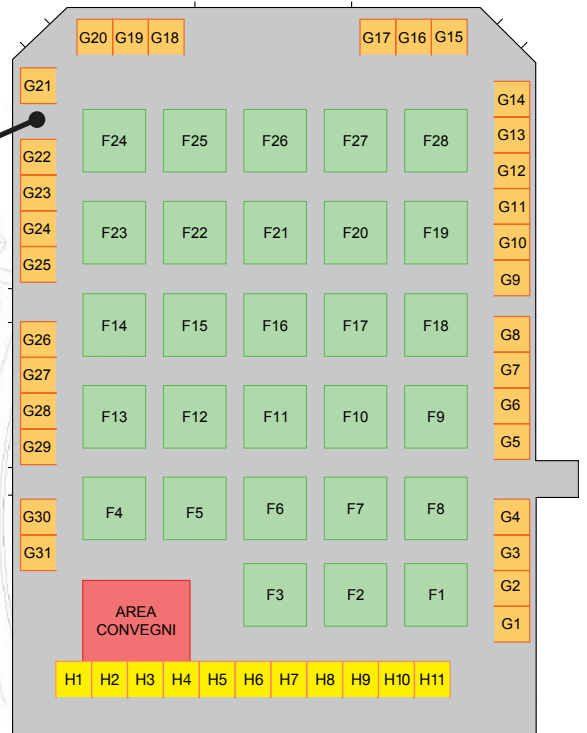 G20 G19 G18 G17 G16 G15
G21
G14
G13
F24 F25 F26 F27 F28
G22
G12
G23
G11
G24 F23 F22 F21 F20 F19
G10
G25
G9
F14 F15 F16 F17 F18
G8
G26
G7
G27
G6
G28 F13 F12 F11 F10 F9
G5
G29
F4 F5 F6 F7 F8
G30 G4
G31 G3
G2
F3 F2 F1
AREA
CONVEGNI
G1
H1 H2 H3 H4 H5 H6 H7 H8 H9 H10 H11